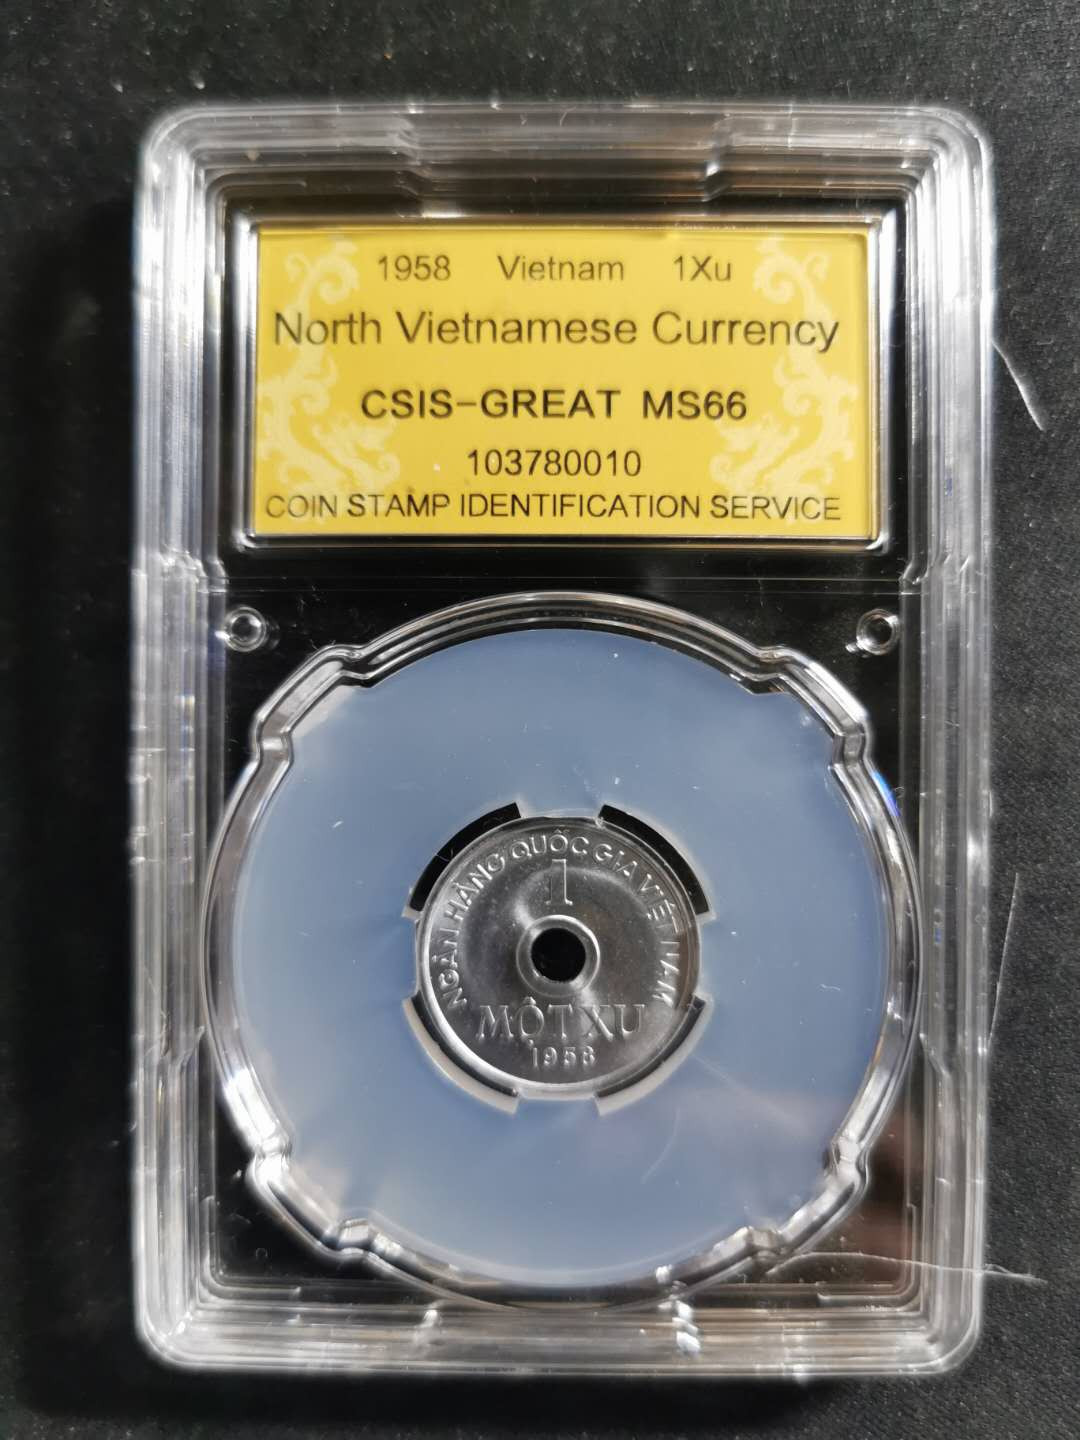 1958 Vietnam 1Xu
North Vietnamese Currency
CSIS-GREAT MS66
103780010
COIN STAMP IDENTIFICATION SERVICE
NGÂN HÀNG QUỐC GIA VIỆT NAM
1
MỘT XU
1958